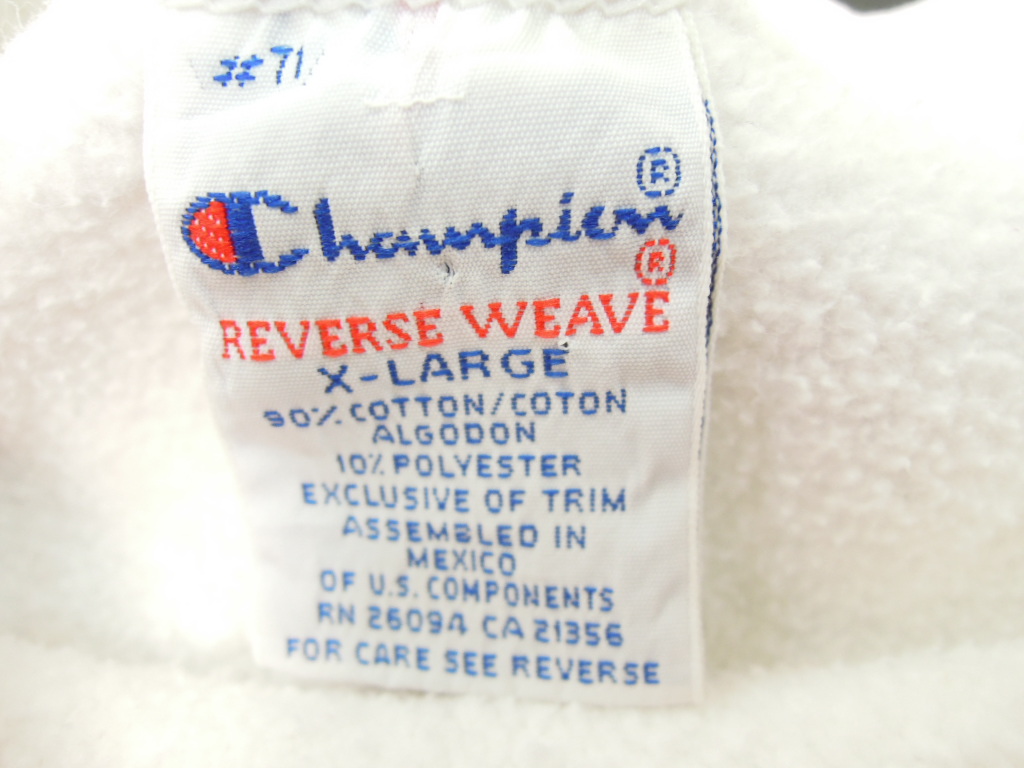 #71
Champion®
REVERSE WEAVE®
X-LARGE
90% COTTON/COTON
ALGODON
10% POLYESTER
EXCLUSIVE OF TRIM
ASSEMBLED IN
MEXICO
OF U.S. COMPONENTS
RN 26094 CA 21356
FOR CARE SEE REVERSE